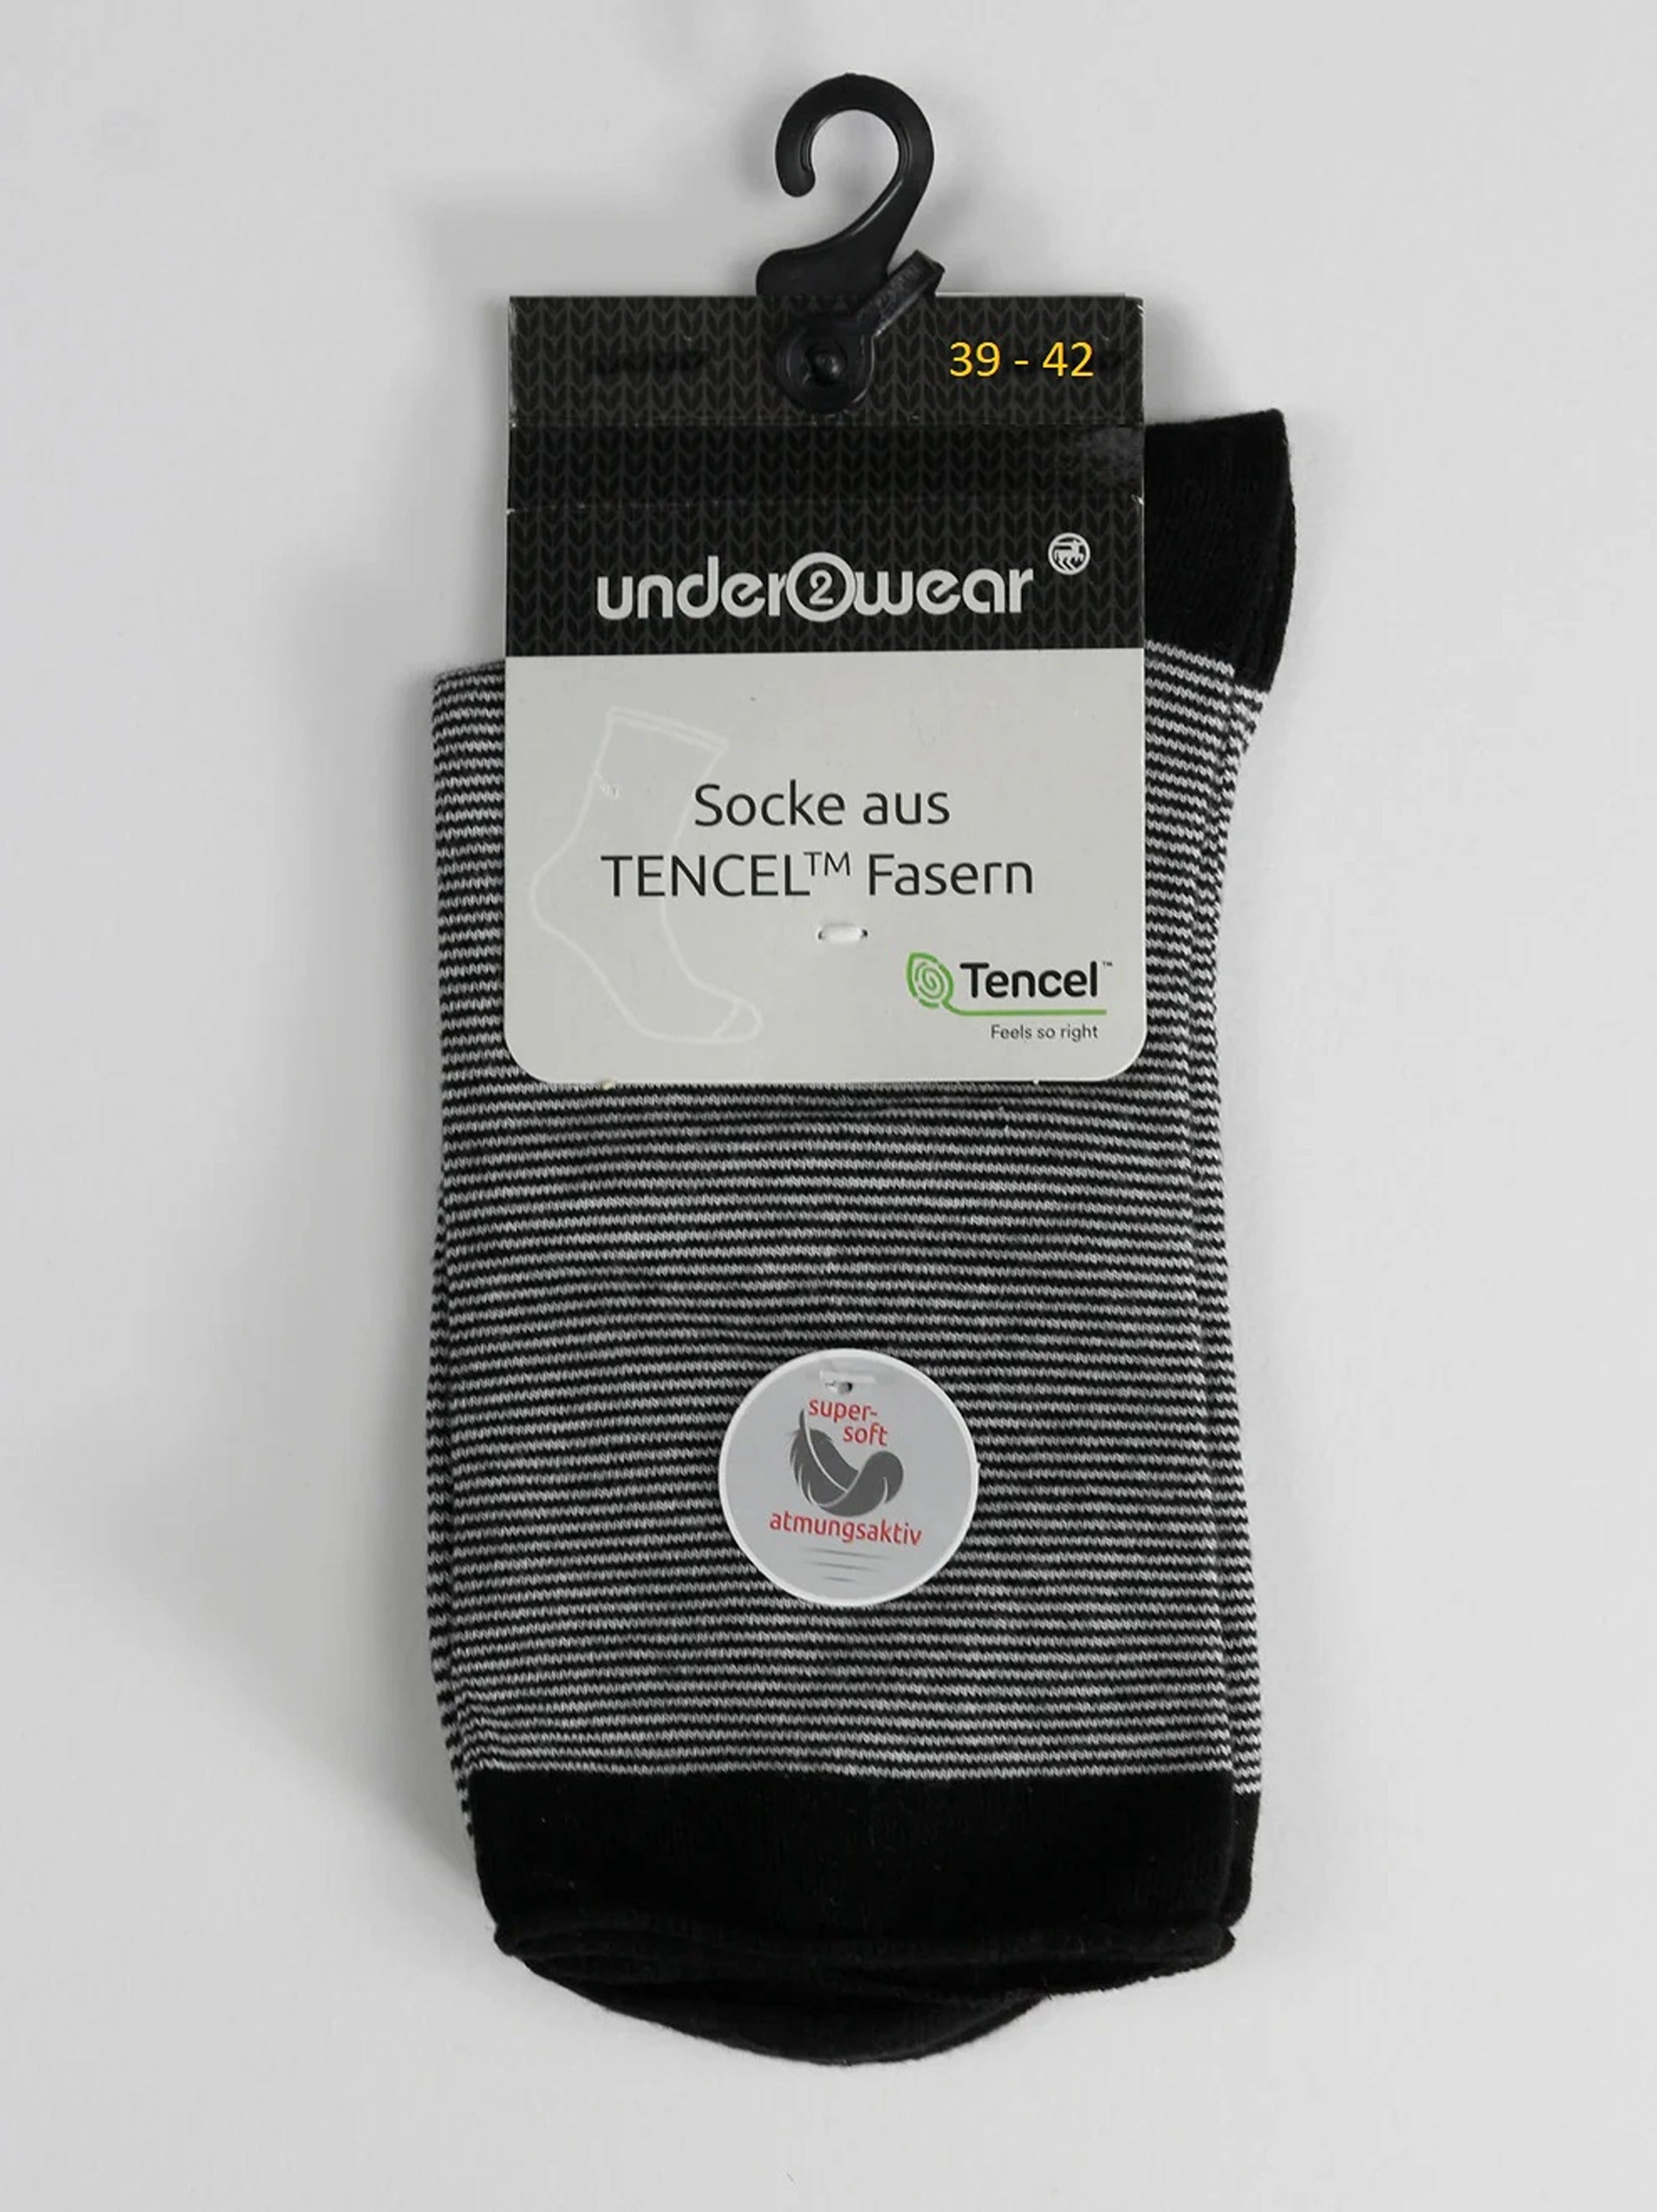 39 - 42
under2wear
Socke aus
TENCEL™ Fasern
Tencel™
Feels so right
super-
soft
atmungsaktiv